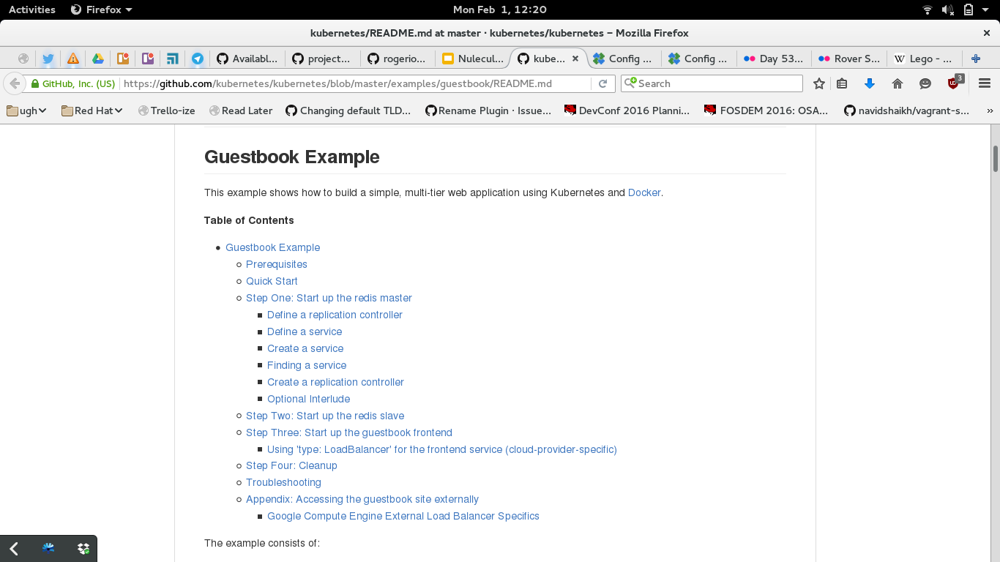 Activities Firefox Mon Feb 1, 12:20
kubernetes/README.md at master · kubernetes/kubernetes – Mozilla Firefox
Availabl... project... rogerio... Nulecul... kube... Config ... Config ... Day 53... Rover S... Lego - ...
GitHub, Inc. (US) https://github.com/kubernetes/kubernetes/blob/master/examples/guestbook/README.md Search 3
ugh Red Hat Trello-ize Read Later Changing default TLD... Rename Plugin · Issue... DevConf 2016 Planni... FOSDEM 2016: OSA... navidshaikh/vagrant-s... »
Guestbook Example
This example shows how to build a simple, multi-tier web application using Kubernetes and Docker.
Table of Contents
Guestbook Example
Prerequisites
Quick Start
Step One: Start up the redis master
Define a replication controller
Define a service
Create a service
Finding a service
Create a replication controller
Optional Interlude
Step Two: Start up the redis slave
Step Three: Start up the guestbook frontend
Using 'type: LoadBalancer' for the frontend service (cloud-provider-specific)
Step Four: Cleanup
Troubleshooting
Appendix: Accessing the guestbook site externally
Google Compute Engine External Load Balancer Specifics
The example consists of: